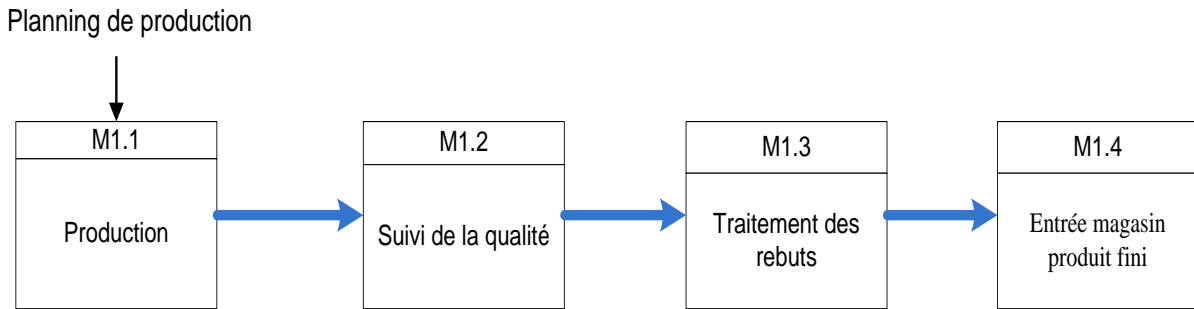 Planning de production
M1.1
Production
M1.2
Suivi de la qualité
M1.3
Traitement des
rebuts
M1.4
Entrée magasin
produit fini